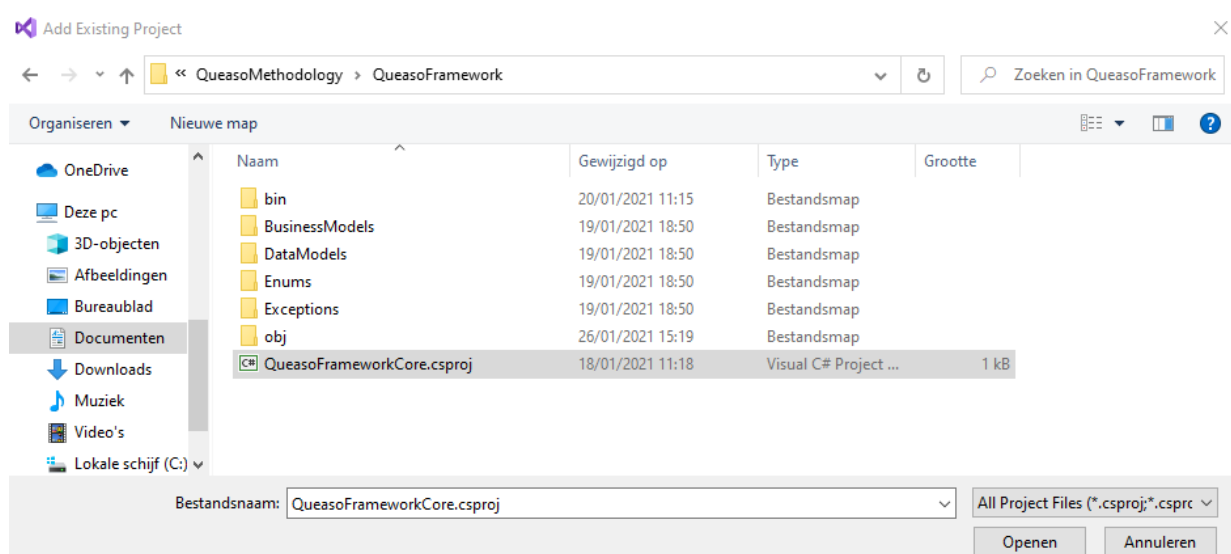 Add Existing Project
« QueasoMethodology › QueasoFramework
Zoeken in QueasoFramework
Organiseren Nieuwe map
Naam Gewijzigd op Type Grootte
OneDrive
Deze pc
3D-objecten
Afbeeldingen
Bureaublad
Documenten
Downloads
Muziek
Video's
Lokale schijf (C:)
bin 20/01/2021 11:15 Bestandsmap
BusinessModels 19/01/2021 18:50 Bestandsmap
DataModels 19/01/2021 18:50 Bestandsmap
Enums 19/01/2021 18:50 Bestandsmap
Exceptions 19/01/2021 18:50 Bestandsmap
obj 26/01/2021 15:19 Bestandsmap
C# QueasoFrameworkCore.csproj 18/01/2021 11:18 Visual C# Project ... 1 kB
Bestandsnaam: QueasoFrameworkCore.csproj All Project Files (*.csproj;*.csprc
Openen Annuleren